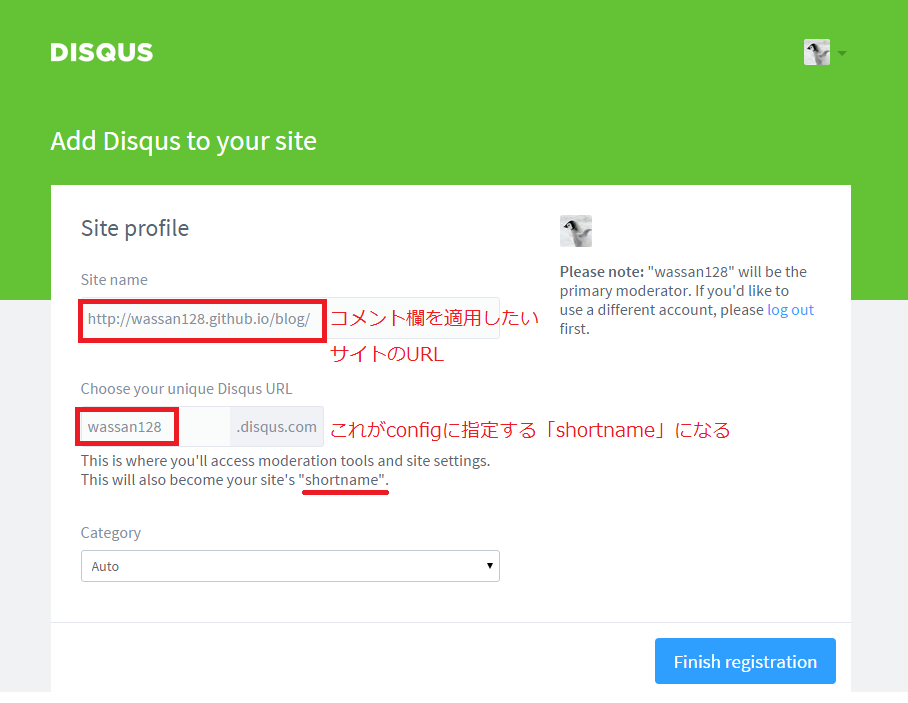 DISQUS
Add Disqus to your site
Site profile
Site name
http://wassan128.github.io/blog/
コメント欄を適用したい
サイトのURL
Choose your unique Disqus URL
wassan128 .disqus.com
これがconfigに指定する「shortname」になる
This is where you'll access moderation tools and site settings.
This will also become your site's "shortname".
Category
Auto
Please note: "wassan128" will be the
primary moderator. If you'd like to
use a different account, please log out
first.
Finish registration